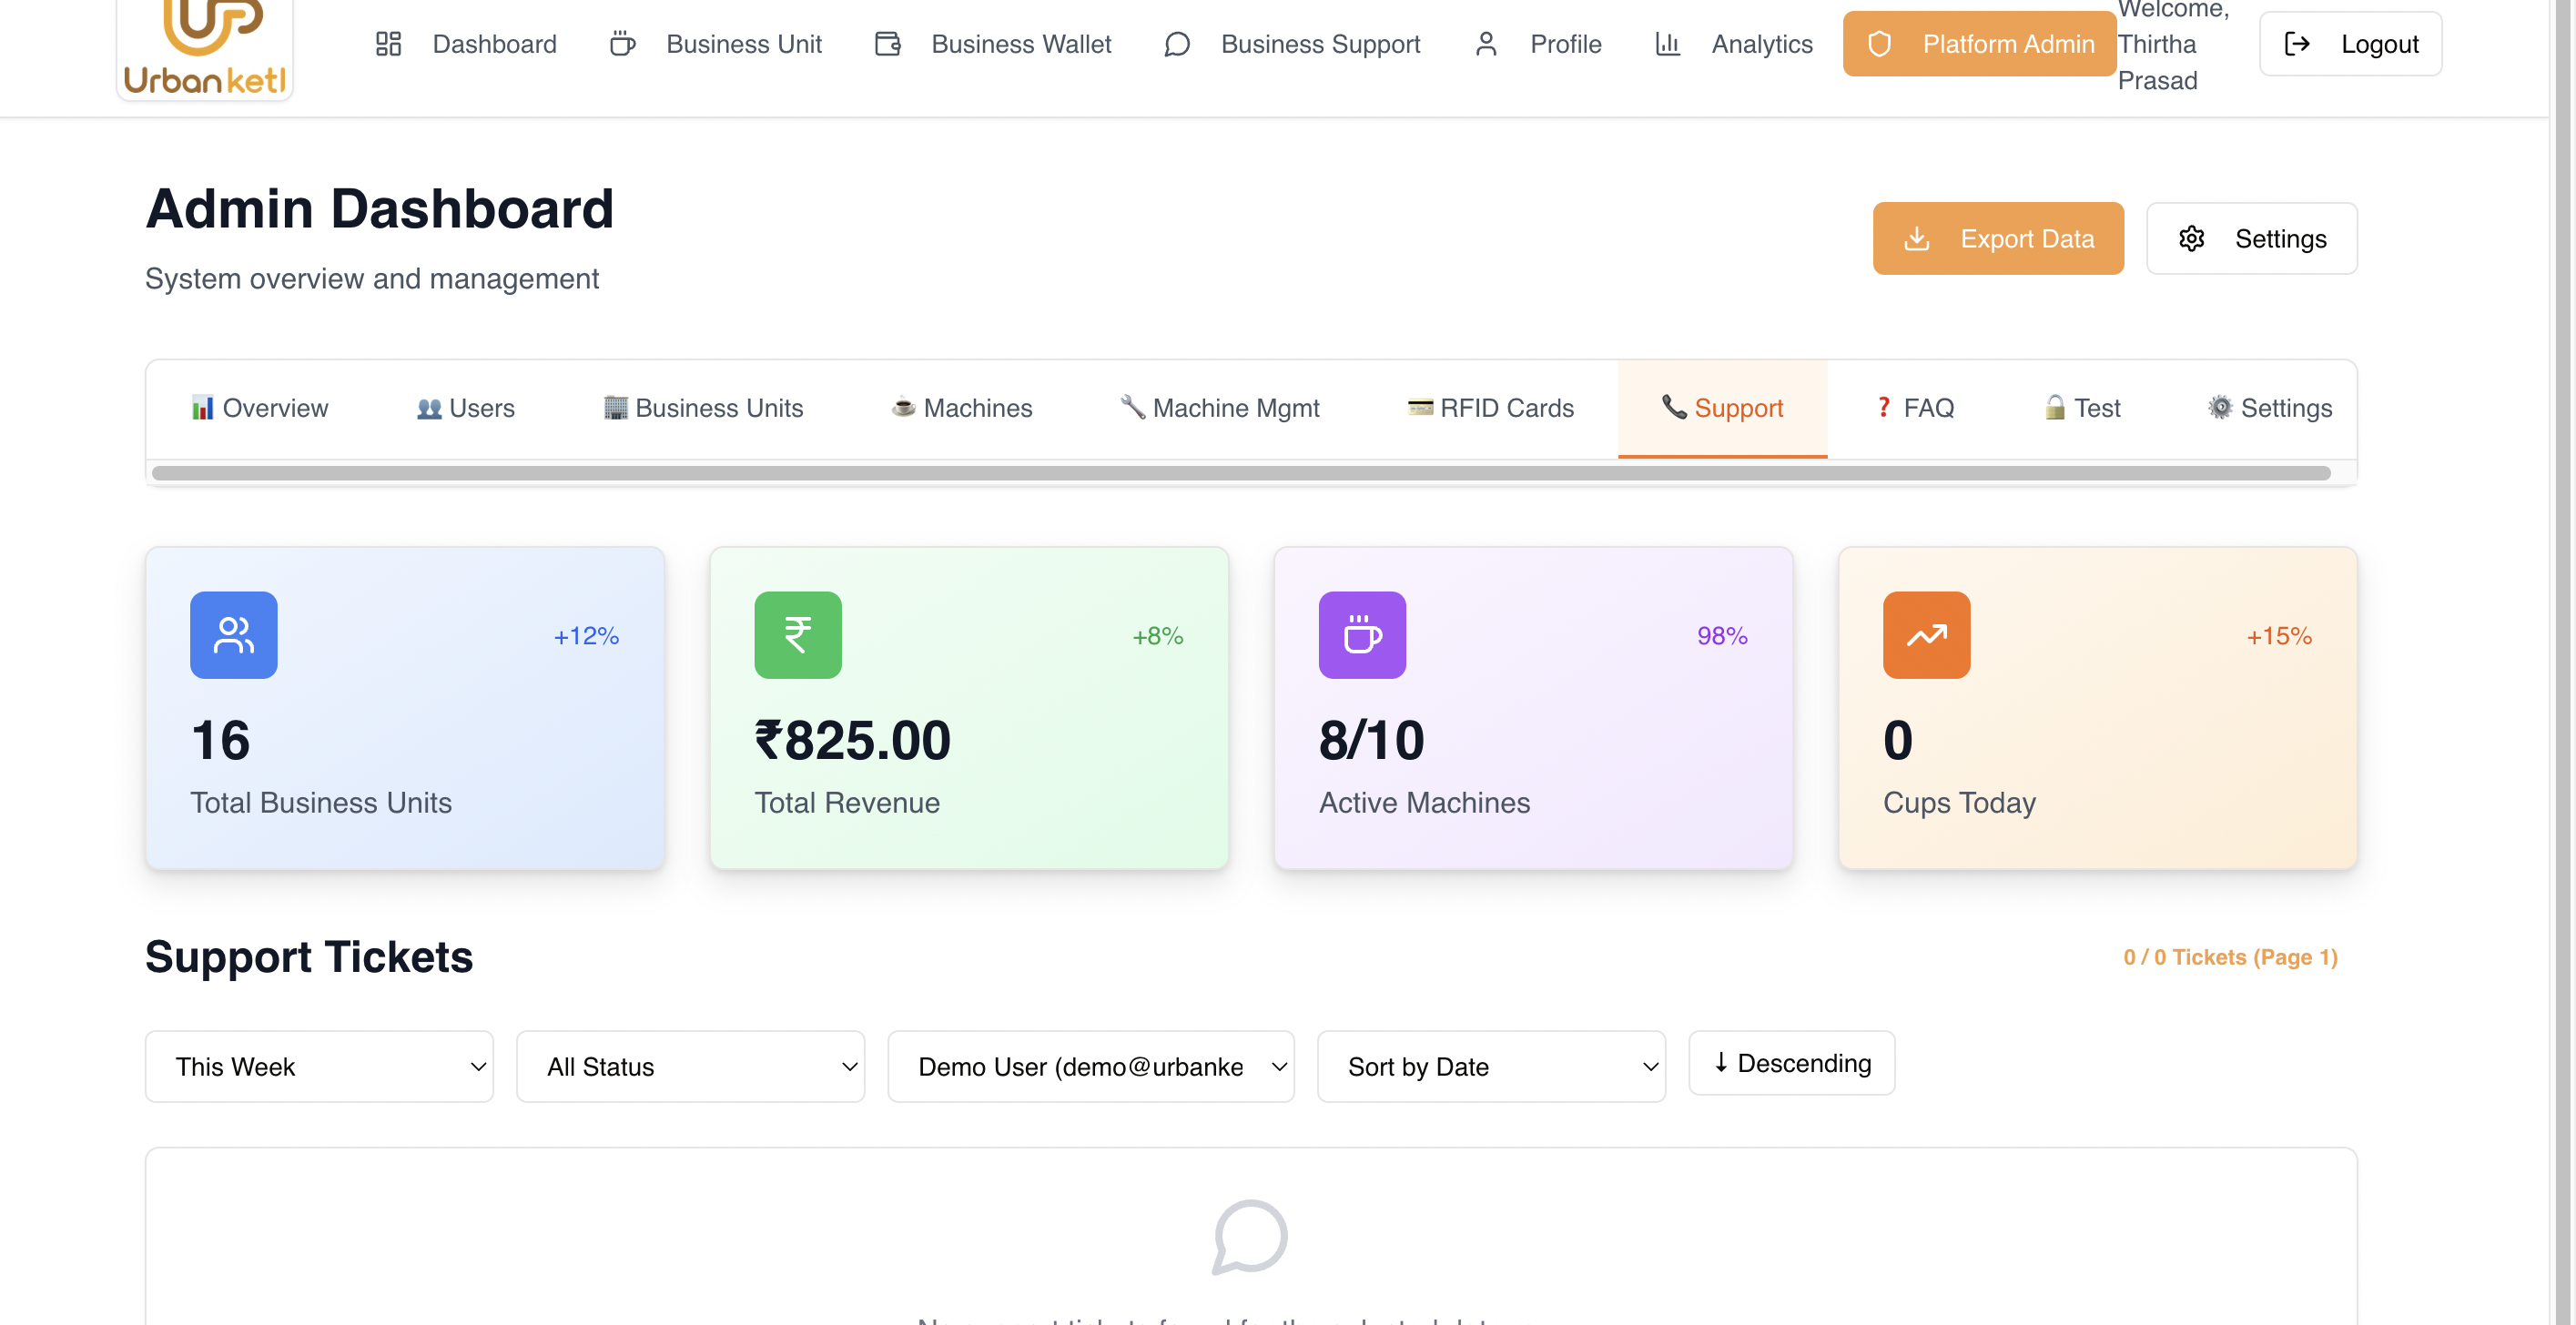 UP
Urban ketl
Dashboard
Business Unit
Business Wallet
Business Support
Profile
Analytics
Platform Admin
Welcome,
Thirtha
Prasad
Logout
Admin Dashboard
System overview and management
Export Data
Settings
Overview
Users
Business Units
Machines
Machine Mgmt
RFID Cards
Support
FAQ
Test
Settings
+12%
16
Total Business Units
+8%
₹825.00
Total Revenue
98%
8/10
Active Machines
+15%
0
Cups Today
Support Tickets
0 / 0 Tickets (Page 1)
This Week
All Status
Demo User (demo@urbanke
Sort by Date
↓ Descending